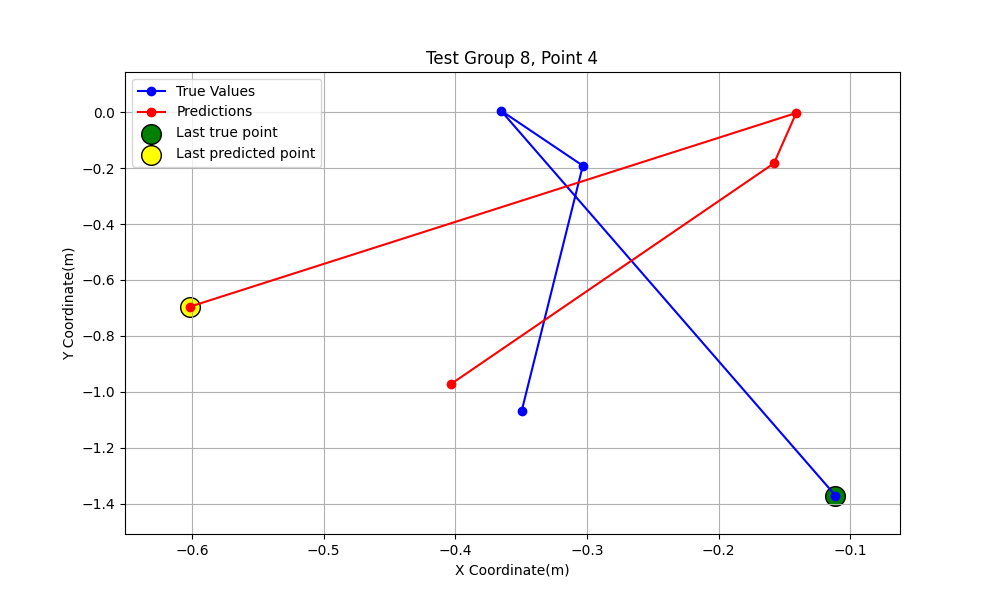 Test Group 8, Point 4
True Values
Predictions
Last true point
Last predicted point
Y Coordinate(m)
0.0
−0.2
−0.4
−0.6
−0.8
−1.0
−1.2
−1.4
−0.6 −0.5 −0.4 −0.3 −0.2 −0.1
X Coordinate(m)